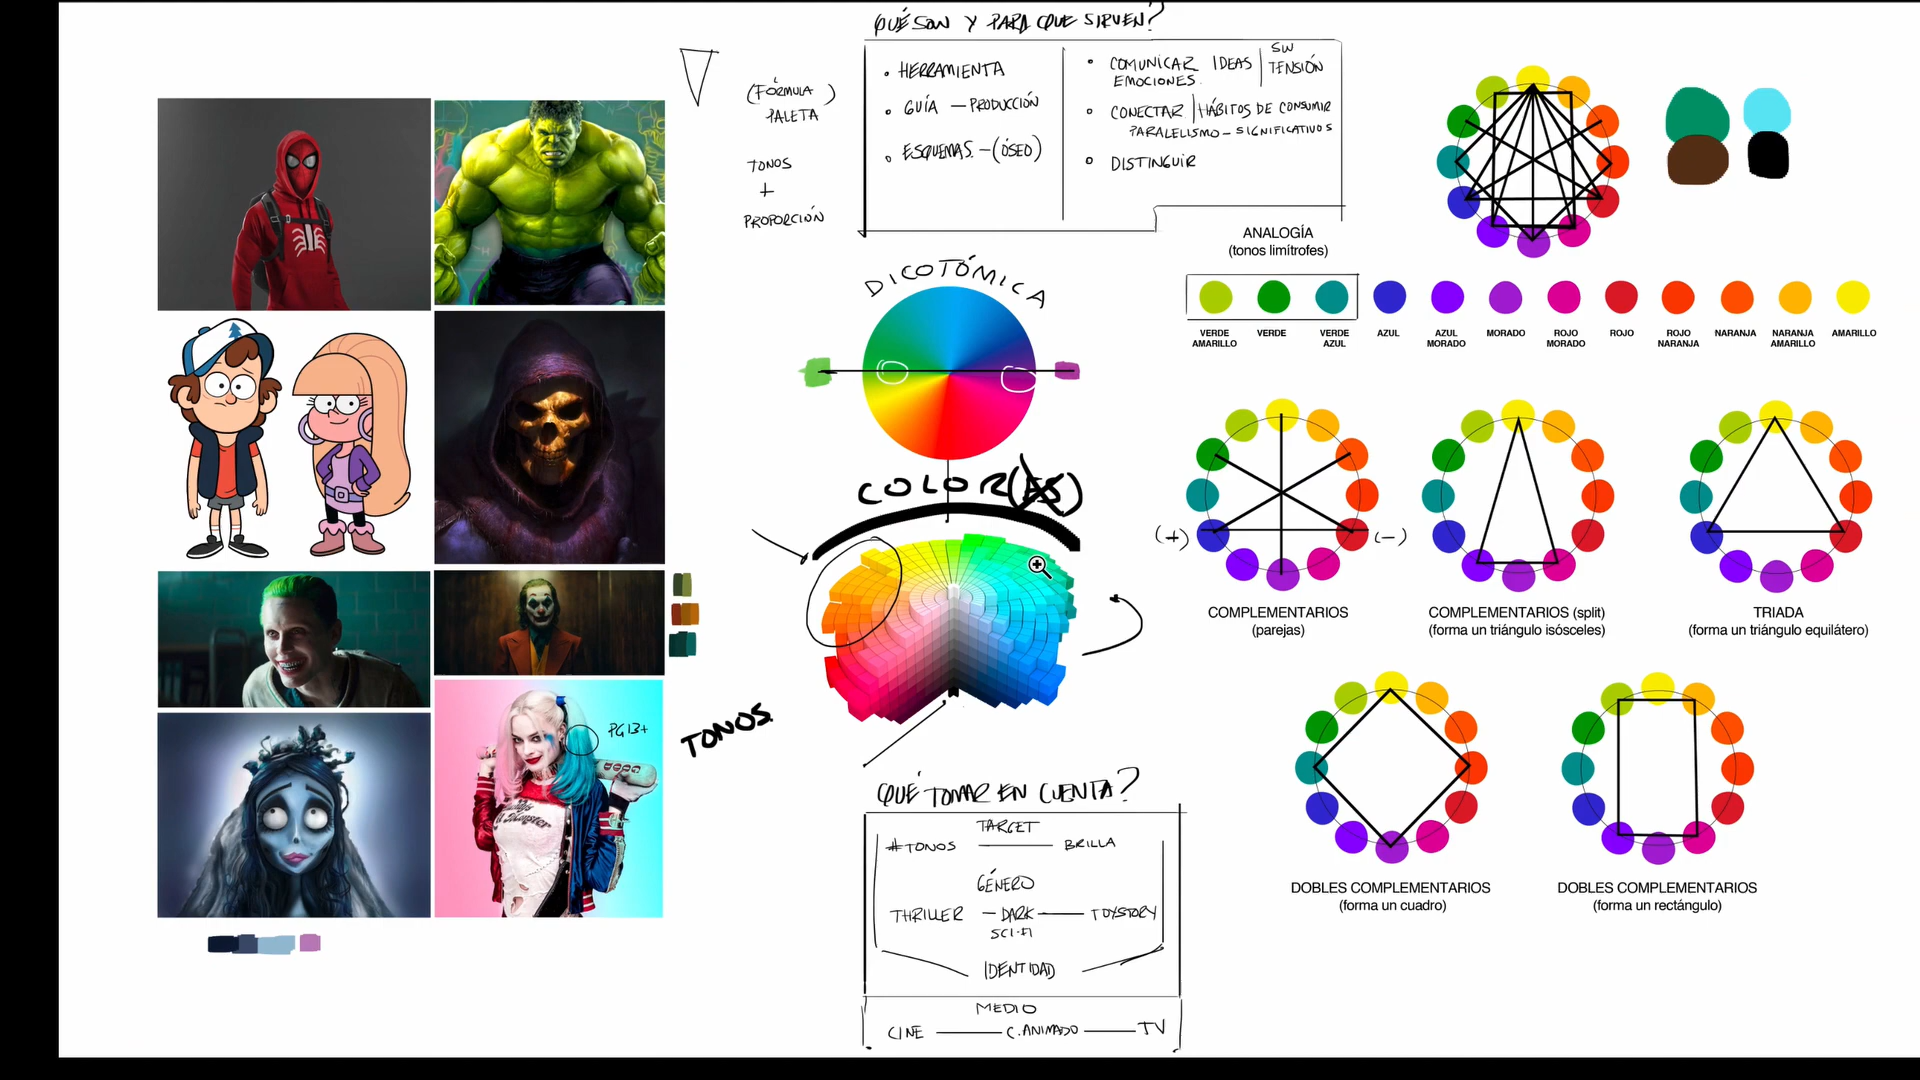 QUÉ SON Y PARA QUE SIRVEN?
(FÓRMULA)
PALETA
TONOS
+
PROPORCIÓN
• HERRAMIENTA
• GUÍA — PRODUCCIÓN
• ESQUEMAS — (ÓSEO)
• COMUNICAR IDEAS
EMOCIONES.
SIN
TENSIÓN
• CONECTAR | HÁBITOS DE CONSUMIR
PARALELISMO — SIGNIFICATIVOS
• DISTINGUIR
ANALOGÍA
(tonos limítrofes)
VERDE
AMARILLO
VERDE
VERDE
AZUL
AZUL
AZUL
MORADO
MORADO
ROJO
MORADO
ROJO
ROJO
NARANJA
NARANJA
NARANJA
AMARILLO
AMARILLO
DICOTÓMICA
COLOR(ES)
(+)
(-)
COMPLEMENTARIOS
(parejas)
COMPLEMENTARIOS (split)
(forma un triángulo isósceles)
TRIADA
(forma un triángulo equilátero)
PG13+
TONOS
QUÉ TOMAR EN CUENTA?
TARGET
#TONOS — BRILLA
GÉNERO
THRILLER — DARK — TOYSTORY
SCI-FI
IDENTIDAD
MEDIO
CINE — C. ANIMADO — TV
DOBLES COMPLEMENTARIOS
(forma un cuadro)
DOBLES COMPLEMENTARIOS
(forma un rectángulo)